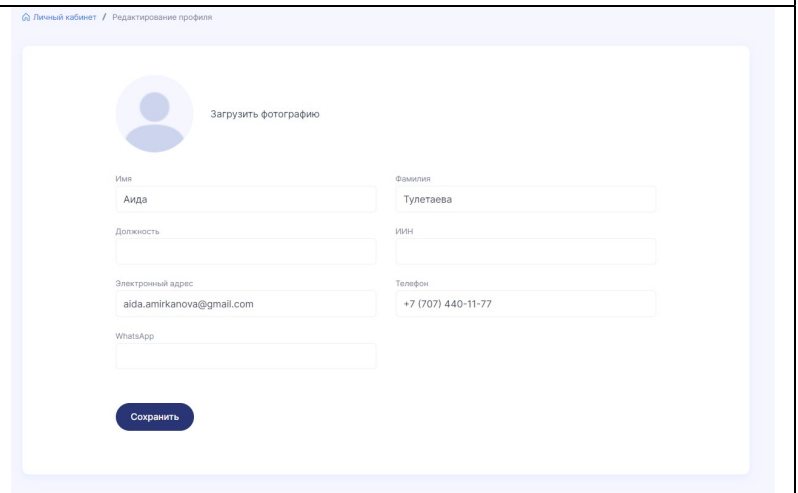 Личный кабинет / Редактирование профиля
Загрузить фотографию
Имя Фамилия
Аида Тулетаева
Должность ИИН
Электронный адрес Телефон
aida.amirkanova@gmail.com +7 (707) 440-11-77
WhatsApp
Сохранить